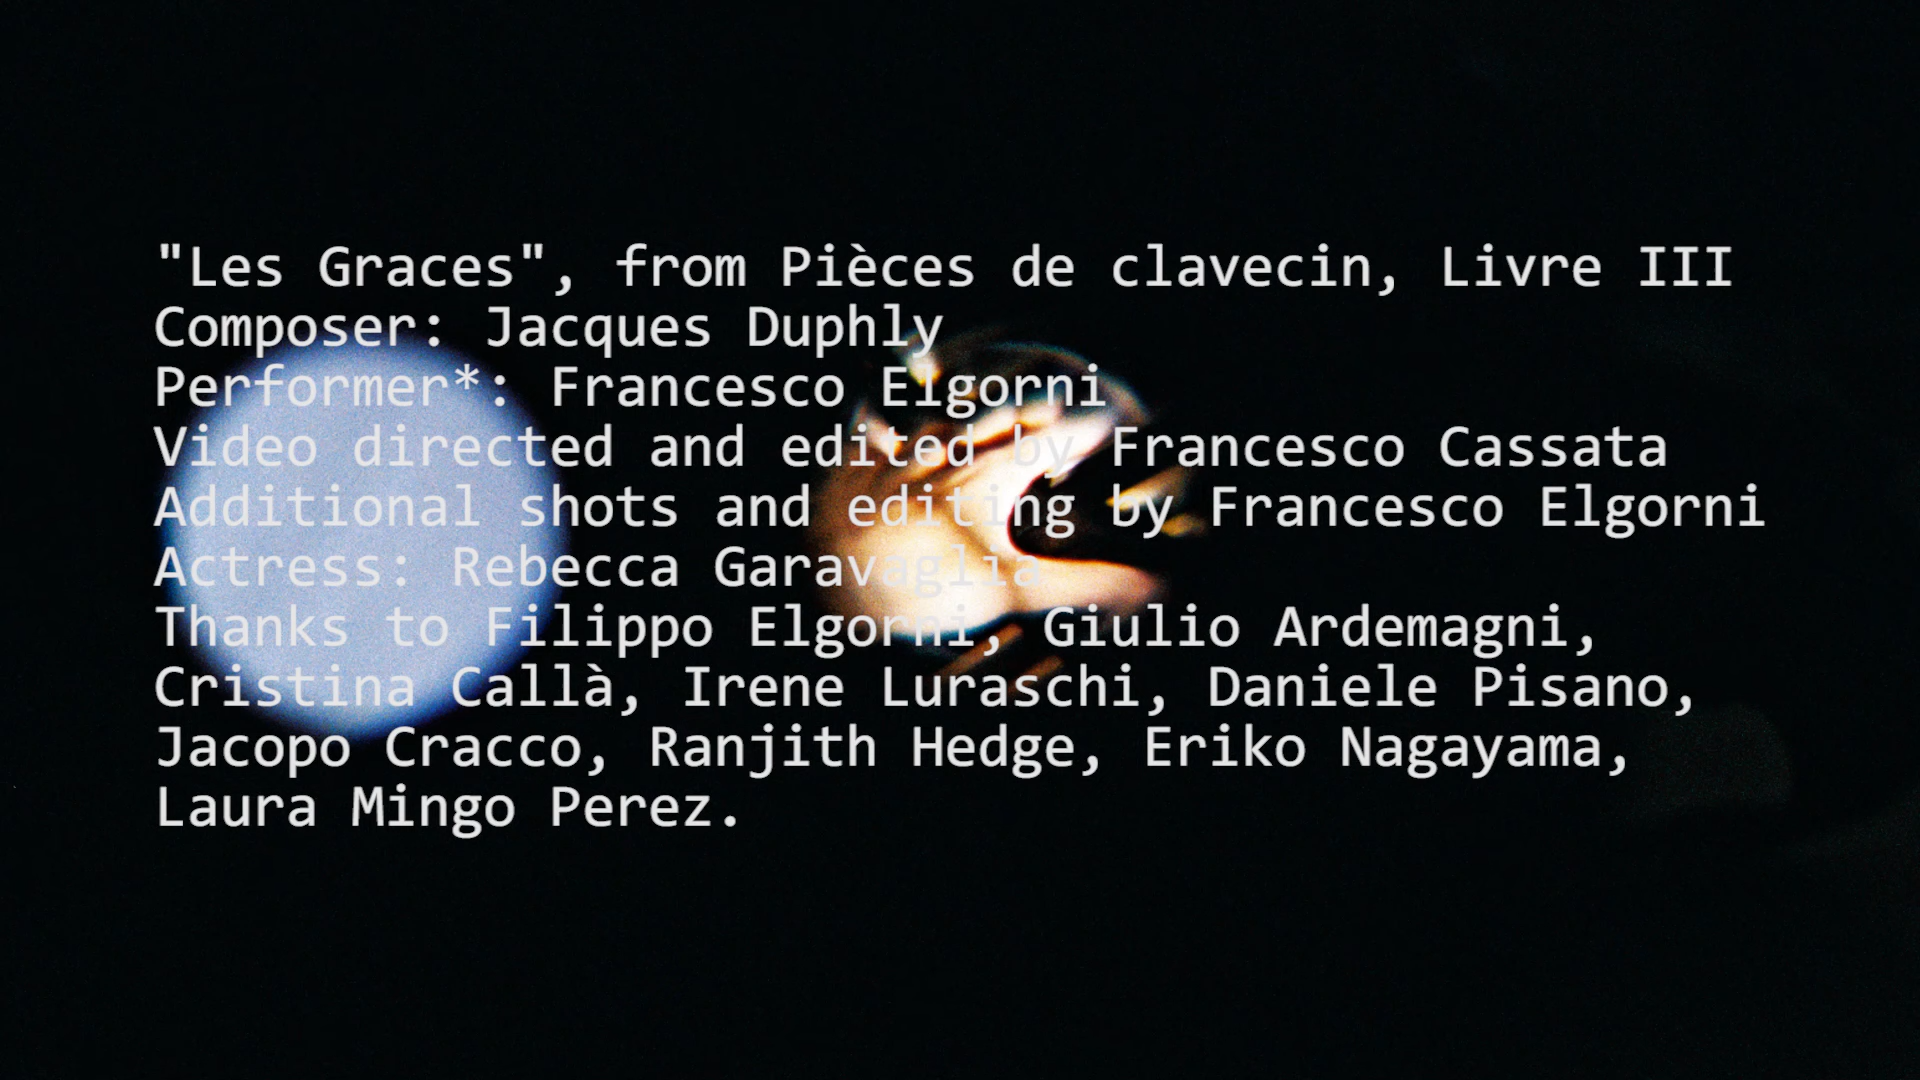 "Les Graces", from Pièces de clavecin, Livre III
Composer: Jacques Duphly
Performer*: Francesco Elgorni
Video directed and edited by Francesco Cassata
Additional shots and editing by Francesco Elgorni
Actress: Rebecca Garavaglia
Thanks to Filippo Elgorni, Giulio Ardemagni,
Cristina Callà, Irene Luraschi, Daniele Pisano,
Jacopo Cracco, Ranjith Hedge, Eriko Nagayama,
Laura Mingo Perez.